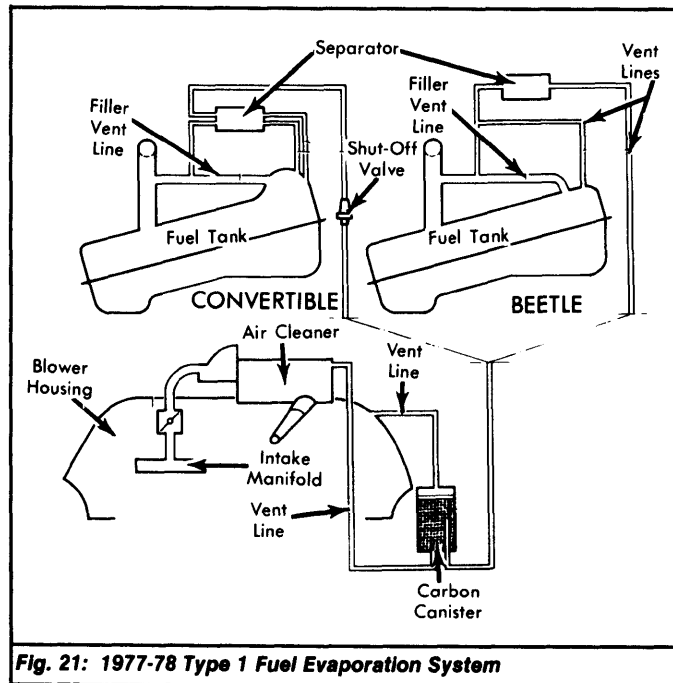 Separator
Vent
Lines
Filler
Vent
Line
Filler
Vent
Line
Shut-Off
Valve
Fuel Tank
Fuel Tank
CONVERTIBLE
BEETLE
Air Cleaner
Blower
Housing
Vent
Line
Intake
Manifold
Vent
Line
Carbon
Canister
Fig. 21: 1977-78 Type 1 Fuel Evaporation System